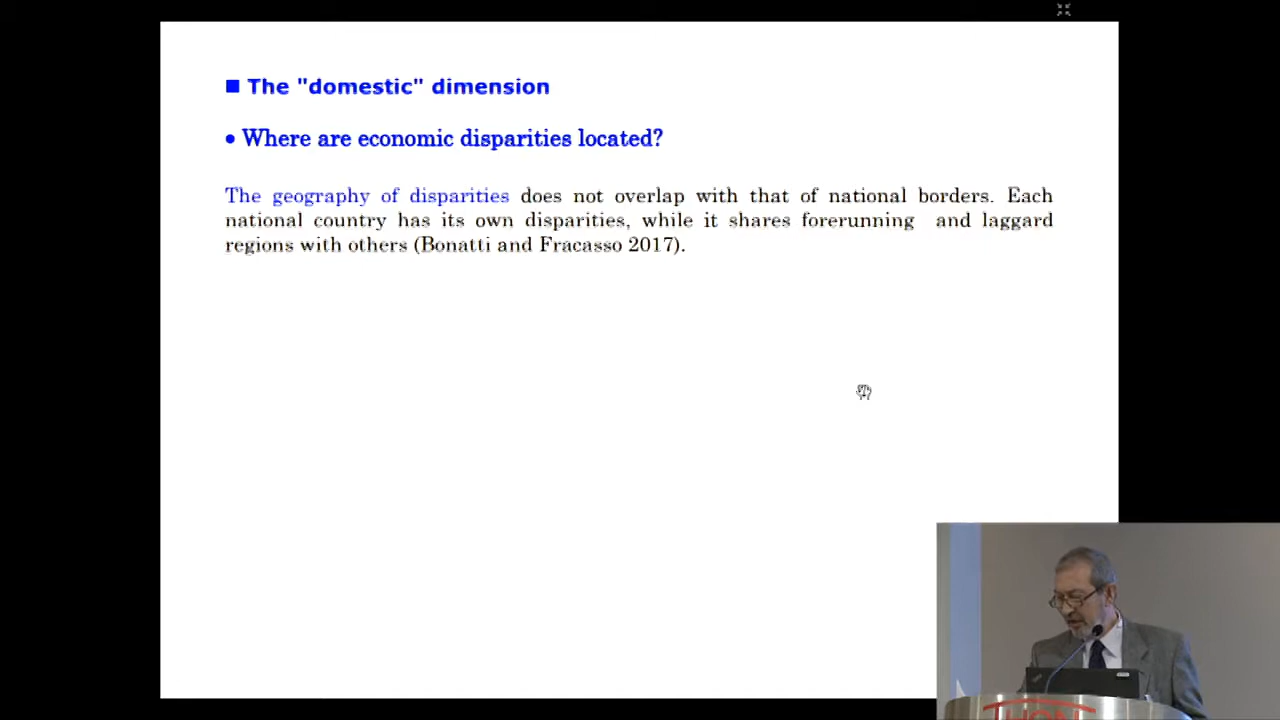 ■ The "domestic" dimension
• Where are economic disparities located?
The geography of disparities does not overlap with that of national borders. Each
national country has its own disparities, while it shares forerunning and laggard
regions with others (Bonatti and Fracasso 2017).
THON